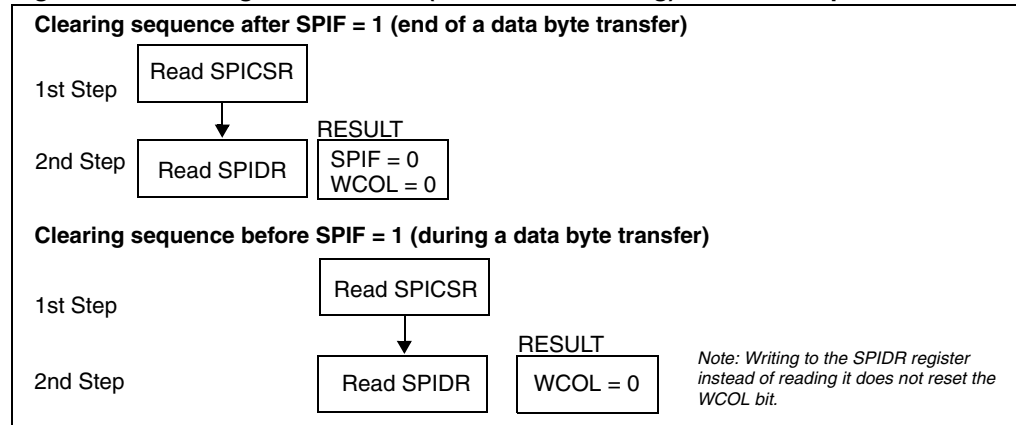 Clearing sequence after SPIF = 1 (end of a data byte transfer)
1st Step
Read SPICSR
RESULT
2nd Step
Read SPIDR
SPIF = 0
WCOL = 0
Clearing sequence before SPIF = 1 (during a data byte transfer)
1st Step
Read SPICSR
RESULT
2nd Step
Read SPIDR
WCOL = 0
Note: Writing to the SPIDR register
instead of reading it does not reset the
WCOL bit.